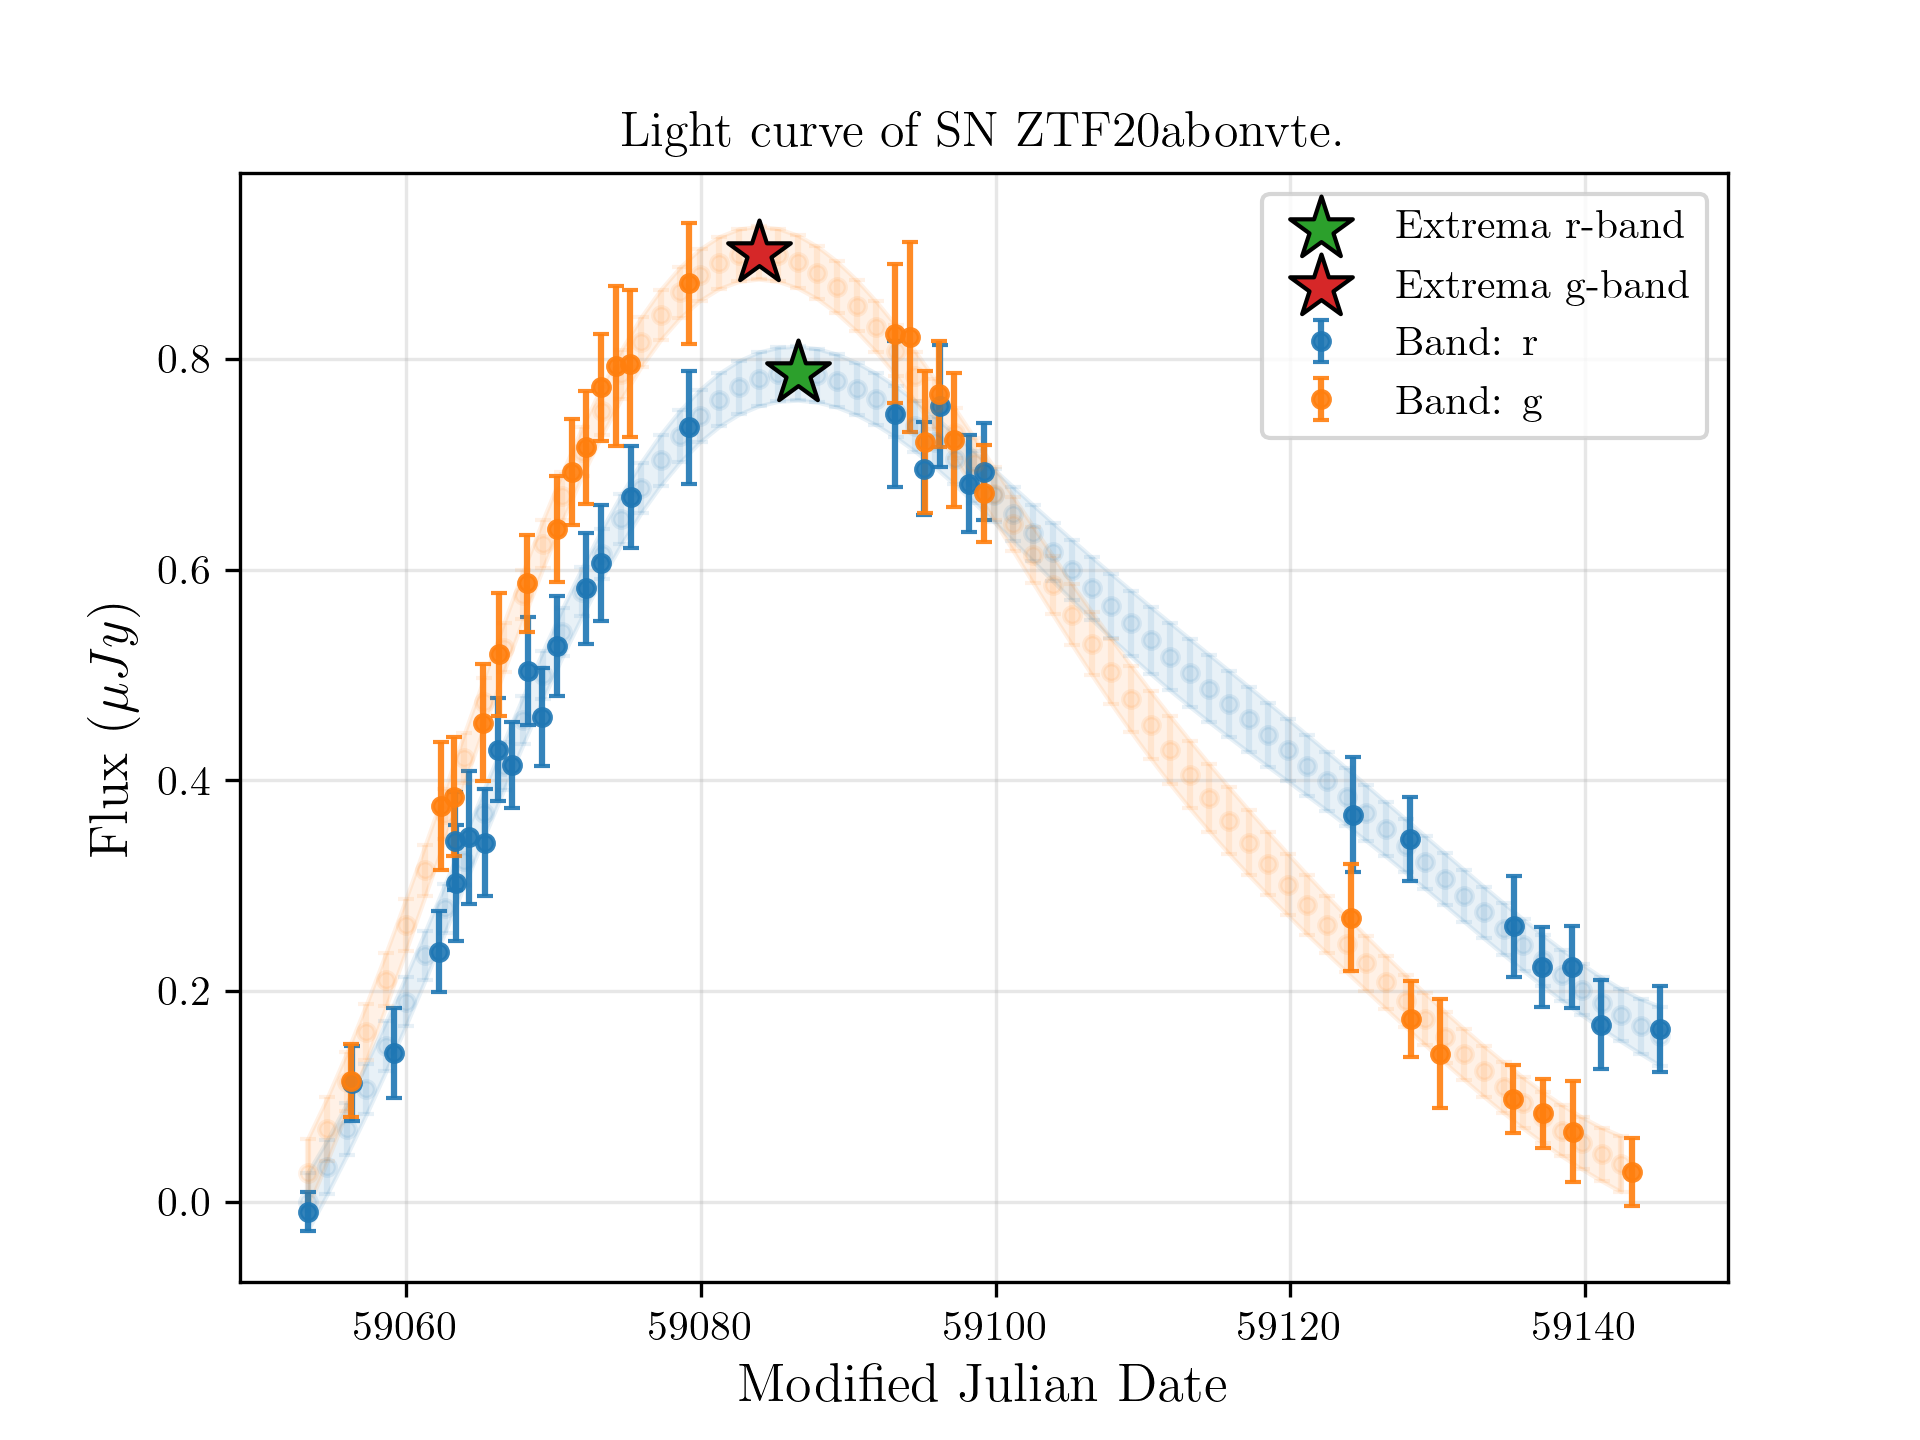 Light curve of SN ZTF20abonvte.
Extrema r-band
Extrema g-band
Band: r
Band: g
0.8
0.6
0.4
0.2
0.0
Flux (μJy)
59060 59080 59100 59120 59140
Modified Julian Date